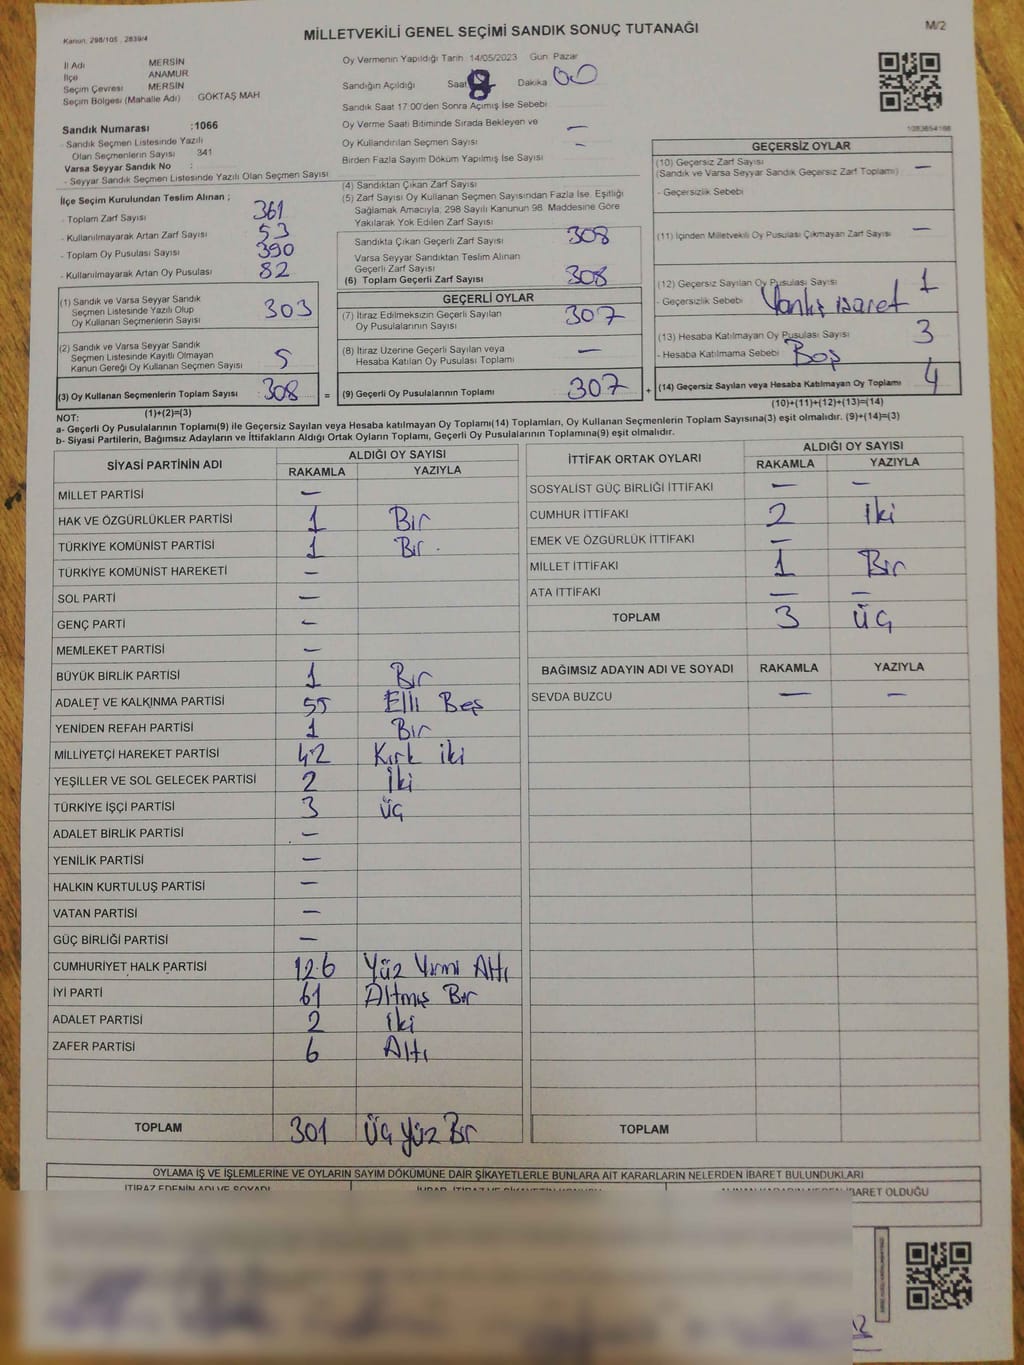 Kanun: 298/105 , 2839/4
MİLLETVEKİLİ GENEL SEÇİMİ SANDIK SONUÇ TUTANAĞI
M/2
İl Adı MERSİN
İlçe ANAMUR
Seçim Çevresi MERSİN
Seçim Bölgesi (Mahalle Adı) GÖKTAŞ MAH
Sandık Numarası :1066
- Sandık Seçmen Listesinde Yazılı
Olan Seçmenlerin Sayısı 341
Varsa Seyyar Sandık No :
- Seyyar Sandık Seçmen Listesinde Yazılı Olan Seçmen Sayısı
Oy Vermenin Yapıldığı Tarih 14/05/2023 Gün Pazar
Sandığın Açıldığı Saat 8 Dakika 00
Sandık Saat 17:00'den Sonra Açımış İse Sebebi
Oy Verme Saati Bitiminde Sırada Bekleyen ve —
Oy Kullandırılan Seçmen Sayısı –
Birden Fazla Sayım Döküm Yapılmış İse Sayısı
1083654166
İlçe Seçim Kurulundan Teslim Alınan ;
- Toplam Zarf Sayısı 361
- Kullanılmayarak Artan Zarf Sayısı 53
- Toplam Oy Pusulası Sayısı 390
- Kullanılmayarak Artan Oy Pusulası 82
(1) Sandık ve Varsa Seyyar Sandık
Seçmen Listesinde Yazılı Olup
Oy Kullanan Seçmenlerin Sayısı 303
(2) Sandık ve Varsa Seyyar Sandık
Seçmen Listesinde Kayıtlı Olmayan
Kanun Gereği Oy Kullanan Seçmen Sayısı 5
(3) Oy Kullanan Seçmenlerin Toplam Sayısı 308
(1)+(2)=(3)
(4) Sandıktan Çıkan Zarf Sayısı
(5) Zarf Sayısı Oy Kullanan Seçmen Sayısından Fazla İse, Eşitliği
Sağlamak Amacıyla, 298 Sayılı Kanunun 98. Maddesine Göre
Yakılarak Yok Edilen Zarf Sayısı
Sandıkta Çıkan Geçerli Zarf Sayısı 308
Varsa Seyyar Sandıktan Teslim Alınan
Geçerli Zarf Sayısı
(6) Toplam Geçerli Zarf Sayısı 308
GEÇERLİ OYLAR
(7) İtiraz Edilmeksizin Geçerli Sayılan
Oy Pusulalarının Sayısı 307
(8) İtiraz Üzerine Geçerli Sayılan veya
Hesaba Katılan Oy Pusulası Toplamı —
= (9) Geçerli Oy Pusulalarının Toplamı 307 +
GEÇERSİZ OYLAR
(10) Geçersiz Zarf Sayısı
(Sandık ve Varsa Seyyar Sandık Geçersiz Zarf Toplamı) —
- Geçersizlik Sebebi
(11) İçinden Milletvekili Oy Pusulası Çıkmayan Zarf Sayısı —
(12) Geçersiz Sayılan Oy Pusulası Sayısı 1
- Geçersizlik Sebebi Yanlış işaret
(13) Hesaba Katılmayan Oy Pusulası Sayısı 3
- Hesaba Katılmama Sebebi Boş
(14) Geçersiz Sayılan veya Hesaba Katılmayan Oy Toplamı 4
(10)+(11)+(12)+(13)=(14)
NOT:
a- Geçerli Oy Pusulalarının Toplamı(9) ile Geçersiz Sayılan veya Hesaba katılmayan Oy Toplamı(14) Toplamları, Oy Kullanan Seçmenlerin Toplam Sayısına(3) eşit olmalıdır. (9)+(14)=(3)
b- Siyasi Partilerin, Bağımsız Adayların ve İttifakların Aldığı Ortak Oyların Toplamı, Geçerli Oy Pusulalarının Toplamına(9) eşit olmalıdır.
SİYASİ PARTİNİN ADI ALDIĞI OY SAYISI
RAKAMLA YAZIYLA
MİLLET PARTİSİ —
HAK VE ÖZGÜRLÜKLER PARTİSİ 1 Bir
TÜRKİYE KOMÜNİST PARTİSİ 1 Bir .
TÜRKİYE KOMÜNİST HAREKETİ —
SOL PARTİ —
GENÇ PARTİ —
MEMLEKET PARTİSİ —
BÜYÜK BİRLİK PARTİSİ 1 Bir
ADALET VE KALKINMA PARTİSİ 55 Elli Beş
YENİDEN REFAH PARTİSİ 1 Bir
MİLLİYETÇİ HAREKET PARTİSİ 42 Kırk iki
YEŞİLLER VE SOL GELECEK PARTİSİ 2 İki
TÜRKİYE İŞÇİ PARTİSİ 3 Üç
ADALET BİRLİK PARTİSİ —
YENİLİK PARTİSİ —
HALKIN KURTULUŞ PARTİSİ —
VATAN PARTİSİ —
GÜÇ BİRLİĞİ PARTİSİ —
CUMHURİYET HALK PARTİSİ 126 Yüz Yirmi Altı
İYİ PARTİ 61 Altmış Bir
ADALET PARTİSİ 2 iki
ZAFER PARTİSİ 6 Altı
TOPLAM 301 Üç yüz Bir
İTTİFAK ORTAK OYLARI ALDIĞI OY SAYISI
RAKAMLA YAZIYLA
SOSYALİST GÜÇ BİRLİĞİ İTTİFAKI — —
CUMHUR İTTİFAKI 2 İki
EMEK VE ÖZGÜRLÜK İTTİFAKI —
MİLLET İTTİFAKI 1 Bir
ATA İTTİFAKI — —
TOPLAM 3 Üç
BAĞIMSIZ ADAYIN ADI VE SOYADI RAKAMLA YAZIYLA
SEVDA BUZCU — —
TOPLAM
OYLAMA İŞ VE İŞLEMLERİNE VE OYLARIN SAYIM DÖKÜMÜNE DAİR ŞİKAYETLERLE BUNLARA AİT KARARLARIN NELERDEN İBARET BULUNDUKLARI
İTİRAZ EDENİN ADI VE SOYADI
İBARET OLDUĞU